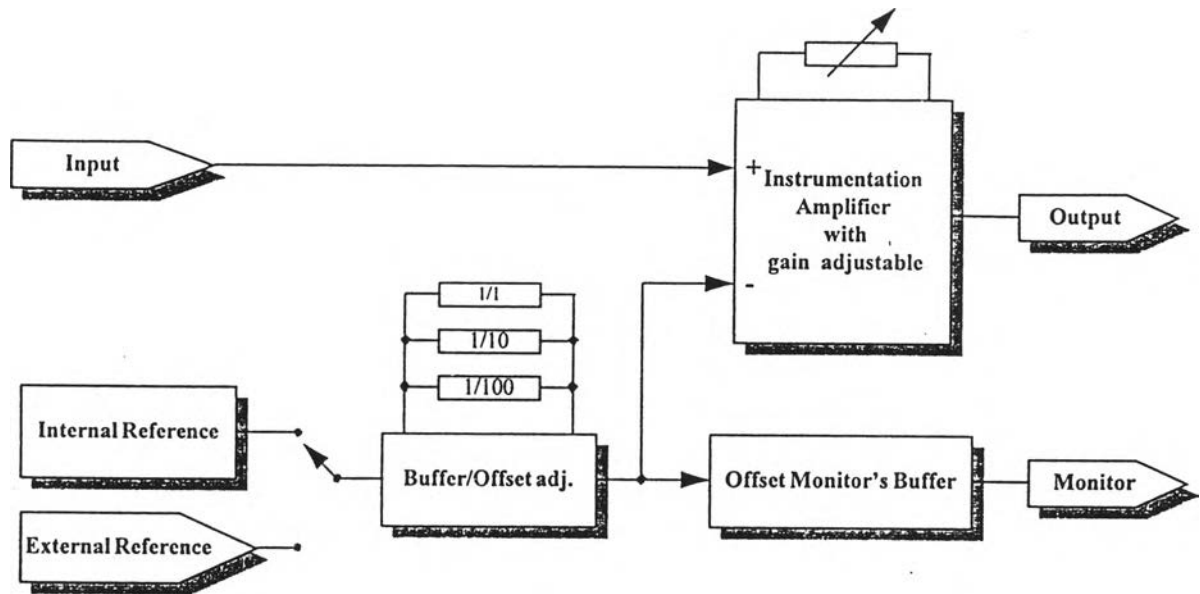 Input
+
Instrumentation
Amplifier
with
gain adjustable
-
Output
1/1
1/10
1/100
Internal Reference
Buffer/Offset adj.
Offset Monitor's Buffer
Monitor
External Reference